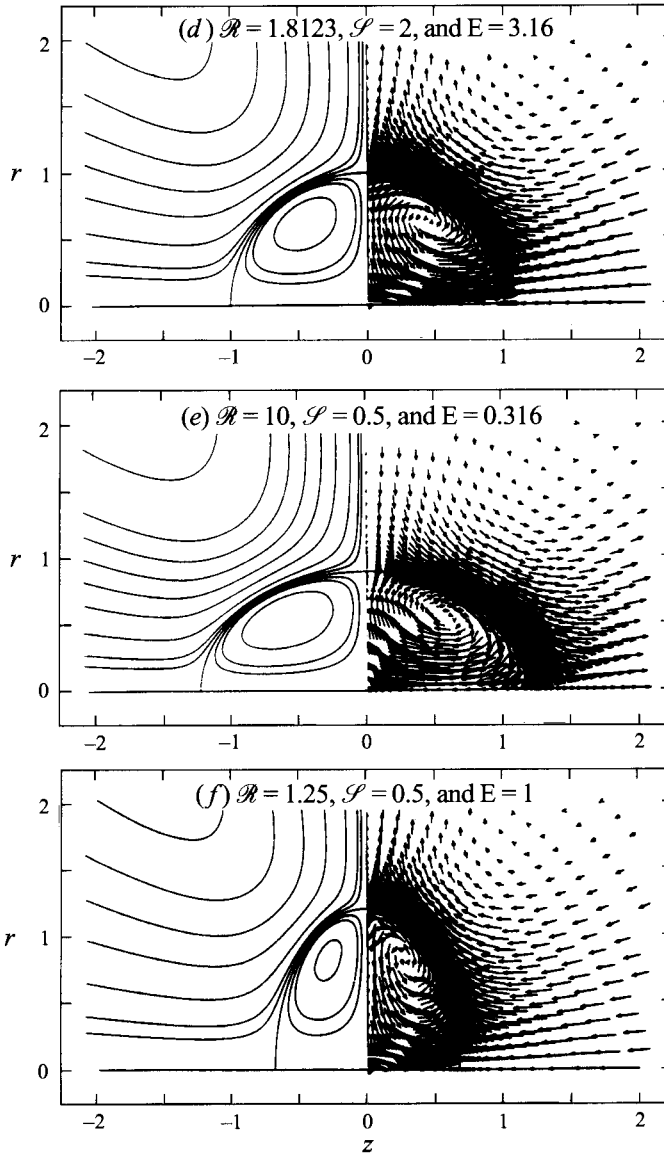 (d) ℛ = 1.8123, 𝒮 = 2, and E = 3.16
2
r 1
0
−2 −1 0 1 2
(e) ℛ = 10, 𝒮 = 0.5, and E = 0.316
2
r 1
0
−2 −1 0 1 2
(f) ℛ = 1.25, 𝒮 = 0.5, and E = 1
2
r 1
0
−2 −1 0 1 2
z